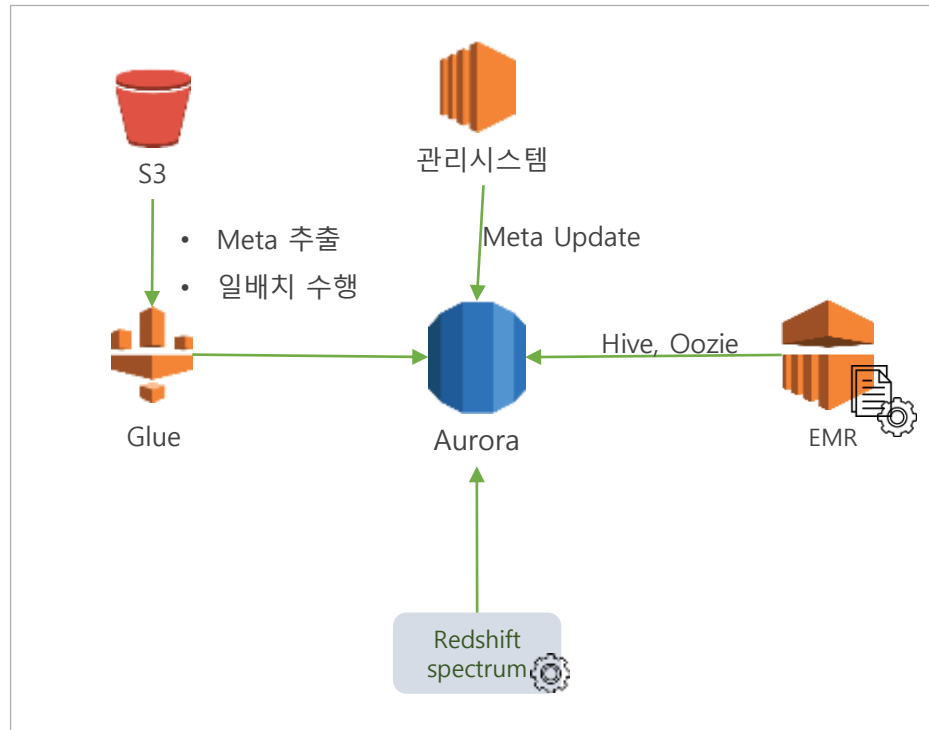 S3
관리시스템
• Meta 추출
• 일배치 수행
Meta Update
Hive, Oozie
Glue
Aurora
EMR
Redshift
spectrum